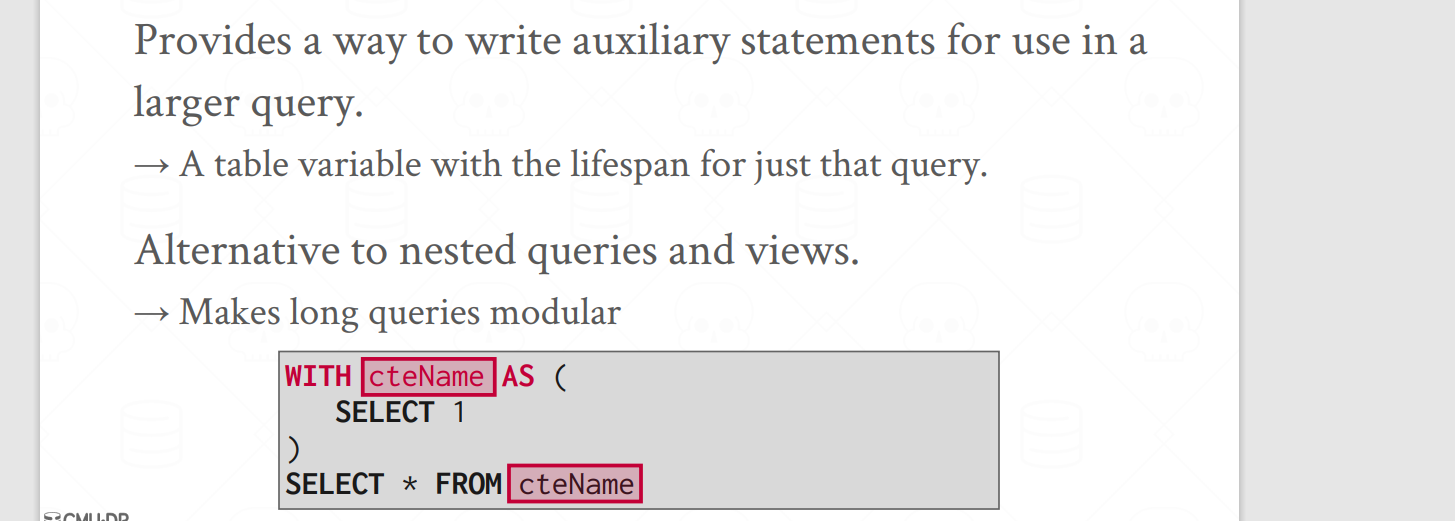 Provides a way to write auxiliary statements for use in a
larger query.
→ A table variable with the lifespan for just that query.
Alternative to nested queries and views.
→ Makes long queries modular
WITH cteName AS (
SELECT 1
)
SELECT * FROM cteName